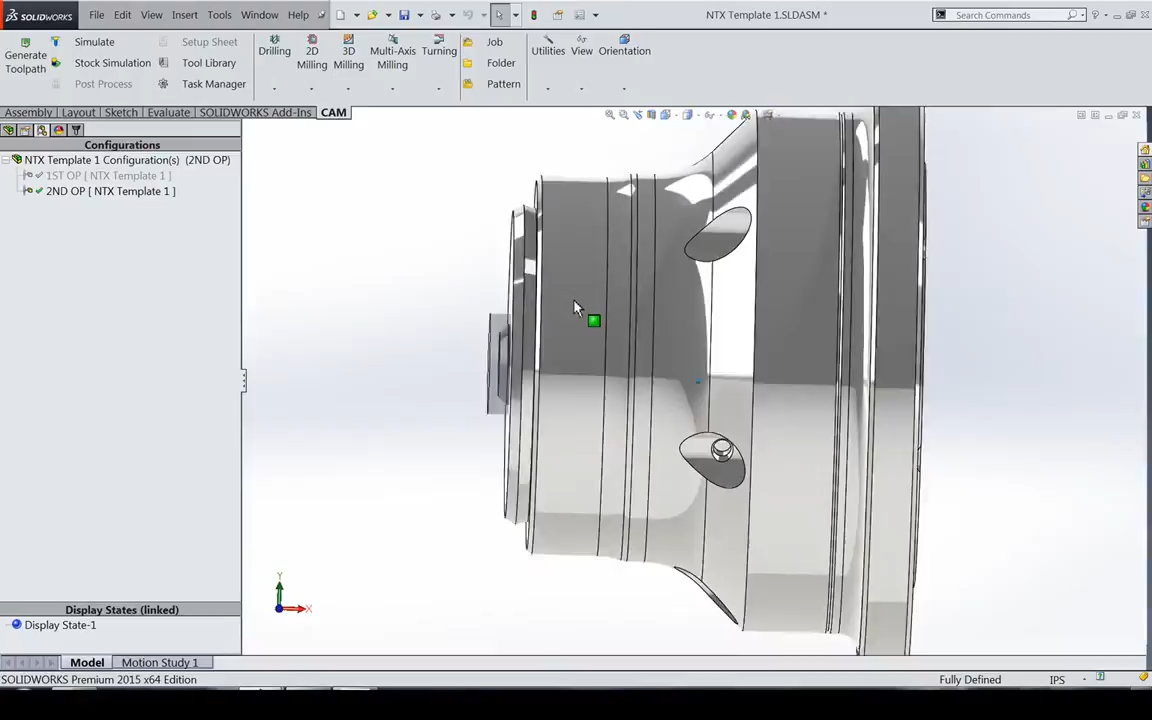 SOLIDWORKS File Edit View Insert Tools Window Help NTX Template 1.SLDASM * Search Commands
Generate Toolpath
Simulate Setup Sheet
Stock Simulation Tool Library
Post Process Task Manager
Drilling 2D Milling 3D Milling Multi-Axis Milling Turning
Job
Folder
Pattern
Utilities View Orientation
Assembly Layout Sketch Evaluate SOLIDWORKS Add-Ins CAM
Configurations
NTX Template 1 Configuration(s) (2ND OP)
1ST OP [ NTX Template 1 ]
2ND OP [ NTX Template 1 ]
Y
X
Display States (linked)
Display State-1
Model Motion Study 1
SOLIDWORKS Premium 2015 x64 Edition Fully Defined IPS